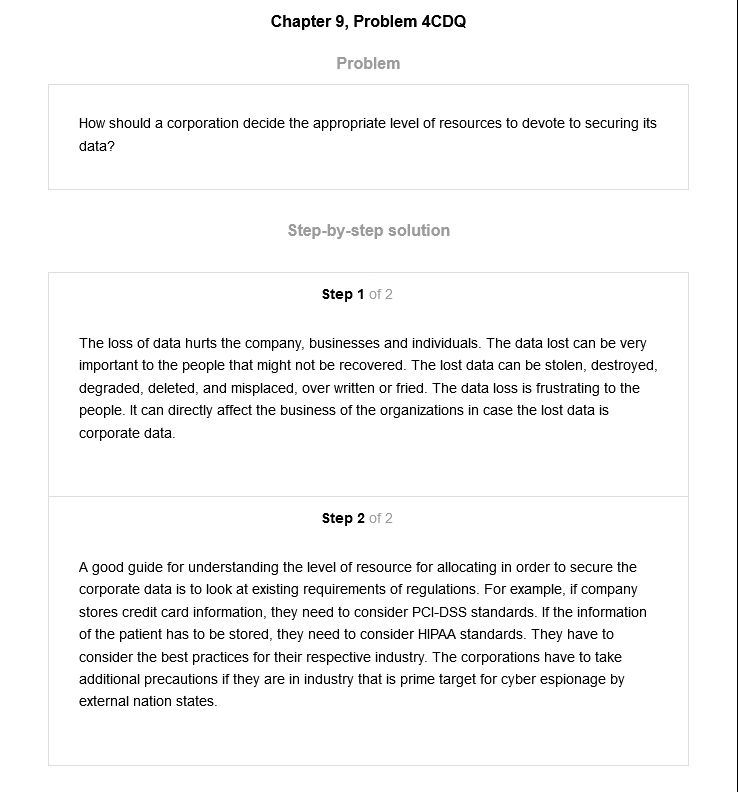 Chapter 9, Problem 4CDQ
Problem
How should a corporation decide the appropriate level of resources to devote to securing its
data?
Step-by-step solution
Step 1 of 2
The loss of data hurts the company, businesses and individuals. The data lost can be very
important to the people that might not be recovered. The lost data can be stolen, destroyed,
degraded, deleted, and misplaced, over written or fried. The data loss is frustrating to the
people. It can directly affect the business of the organizations in case the lost data is
corporate data.
Step 2 of 2
A good guide for understanding the level of resource for allocating in order to secure the
corporate data is to look at existing requirements of regulations. For example, if company
stores credit card information, they need to consider PCI-DSS standards. If the information
of the patient has to be stored, they need to consider HIPAA standards. They have to
consider the best practices for their respective industry. The corporations have to take
additional precautions if they are in industry that is prime target for cyber espionage by
external nation states.